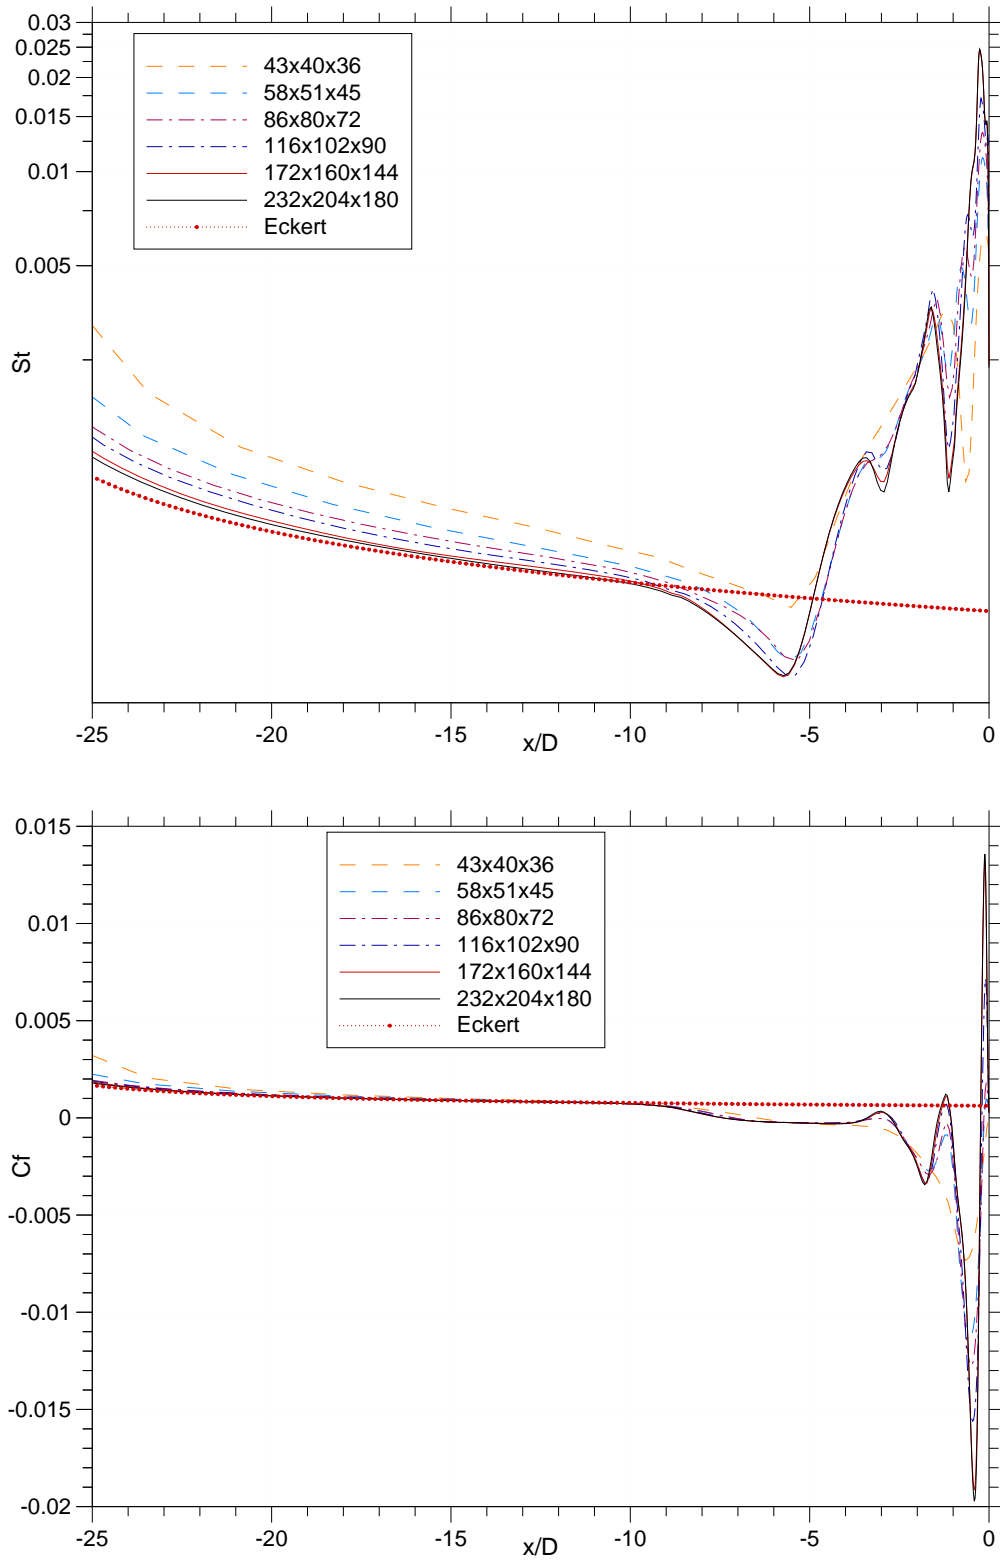 0.03
0.025
0.02
0.015
0.01
0.005
St
43x40x36
58x51x45
86x80x72
116x102x90
172x160x144
232x204x180
Eckert
-25
-20
-15
-10
-5
0
x/D
0.015
0.01
0.005
0
-0.005
-0.01
-0.015
-0.02
Cf
43x40x36
58x51x45
86x80x72
116x102x90
172x160x144
232x204x180
Eckert
-25
-20
-15
-10
-5
0
x/D